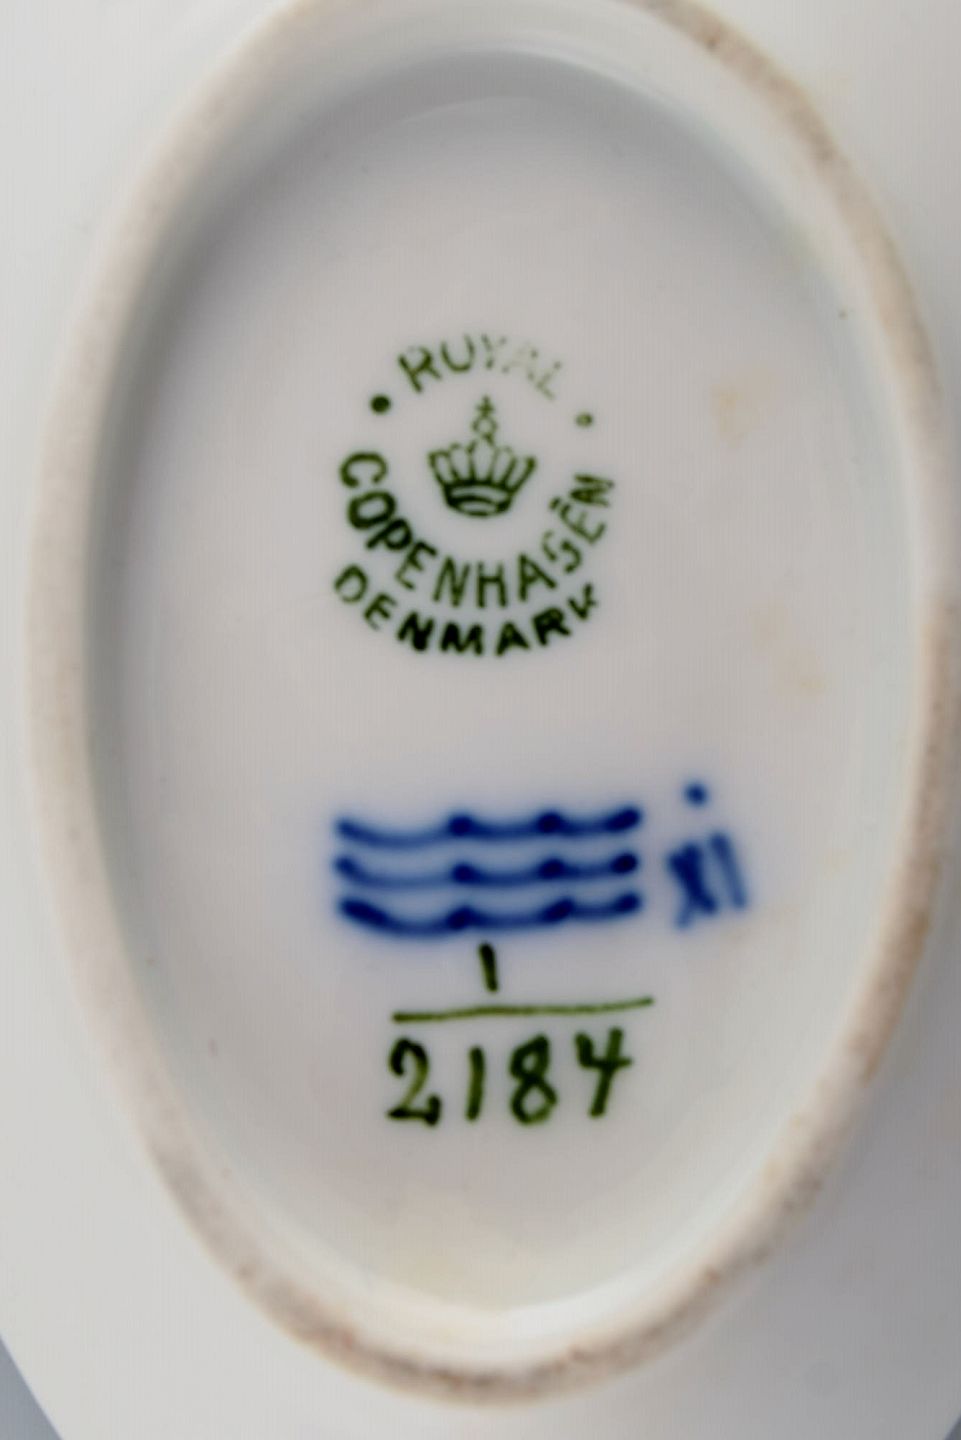 ROYAL
COPENHAGEN
DENMARK
XI
1
2184